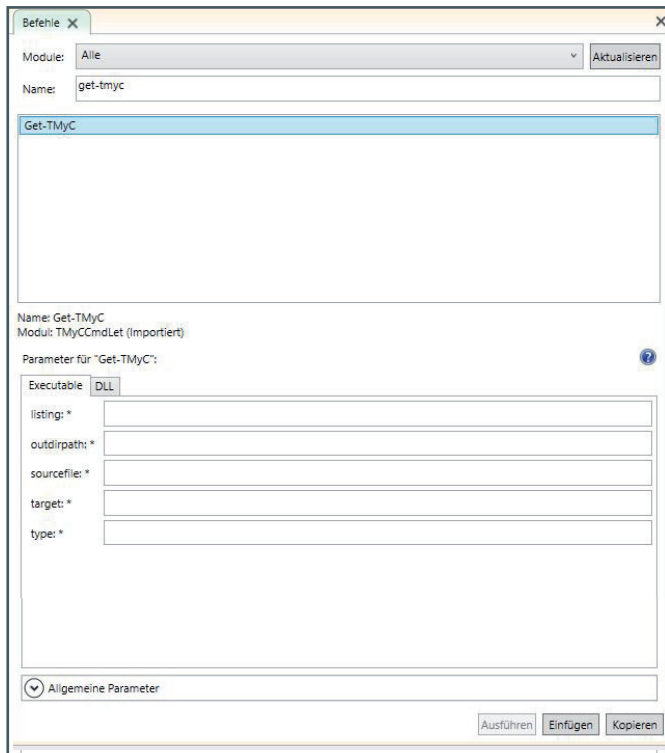 Befehle
Module: Alle Aktualisieren
Name: get-tmyc
Get-TMyC
Name: Get-TMyC
Modul: TMyCCmdLet (Importiert)
Parameter für "Get-TMyC":
Executable DLL
listing: *
outdirpath: *
sourcefile: *
target: *
type: *
Allgemeine Parameter
Ausführen Einfügen Kopieren